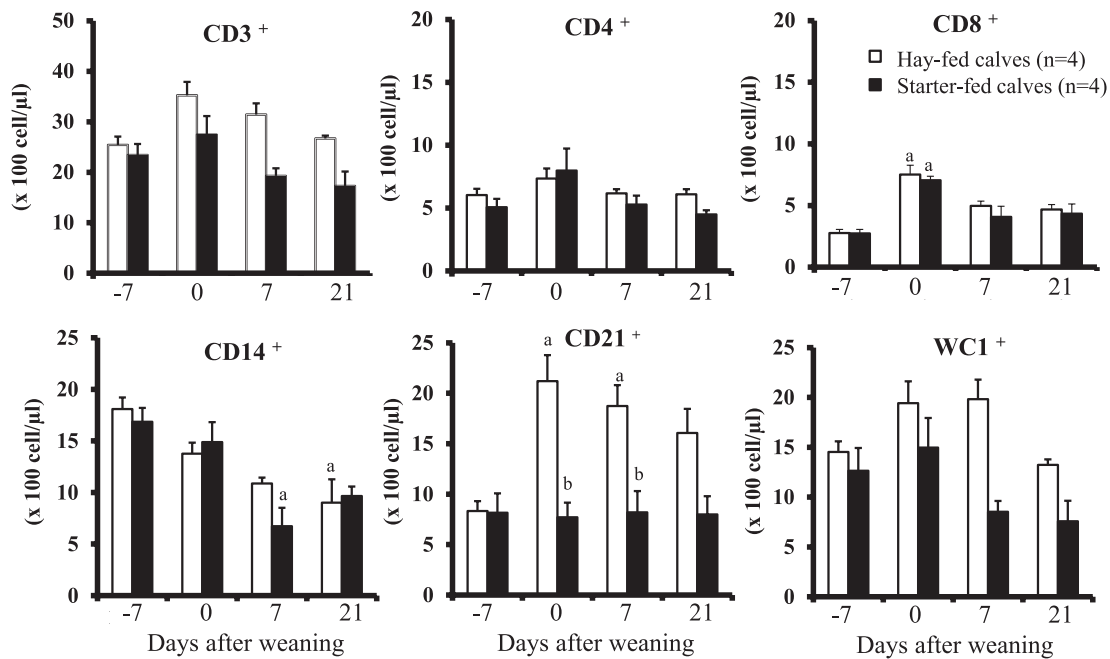 CD3 +
50
40
30
20
10
0
(x 100 cell/µl)
-7 0 7 21
CD4 +
20
15
10
5
0
(x 100 cell/µl)
-7 0 7 21
CD8 +
Hay-fed calves (n=4)
Starter-fed calves (n=4)
20
15
10
5
0
(x 100 cell/µl)
a a
-7 0 7 21
CD14 +
25
20
15
10
5
0
(x 100 cell/µl)
a a
-7 0 7 21
Days after weaning
CD21 +
25
20
15
10
5
0
(x 100 cell/µl)
a a
b b
-7 0 7 21
Days after weaning
WC1 +
25
20
15
10
5
0
(x 100 cell/µl)
-7 0 7 21
Days after weaning